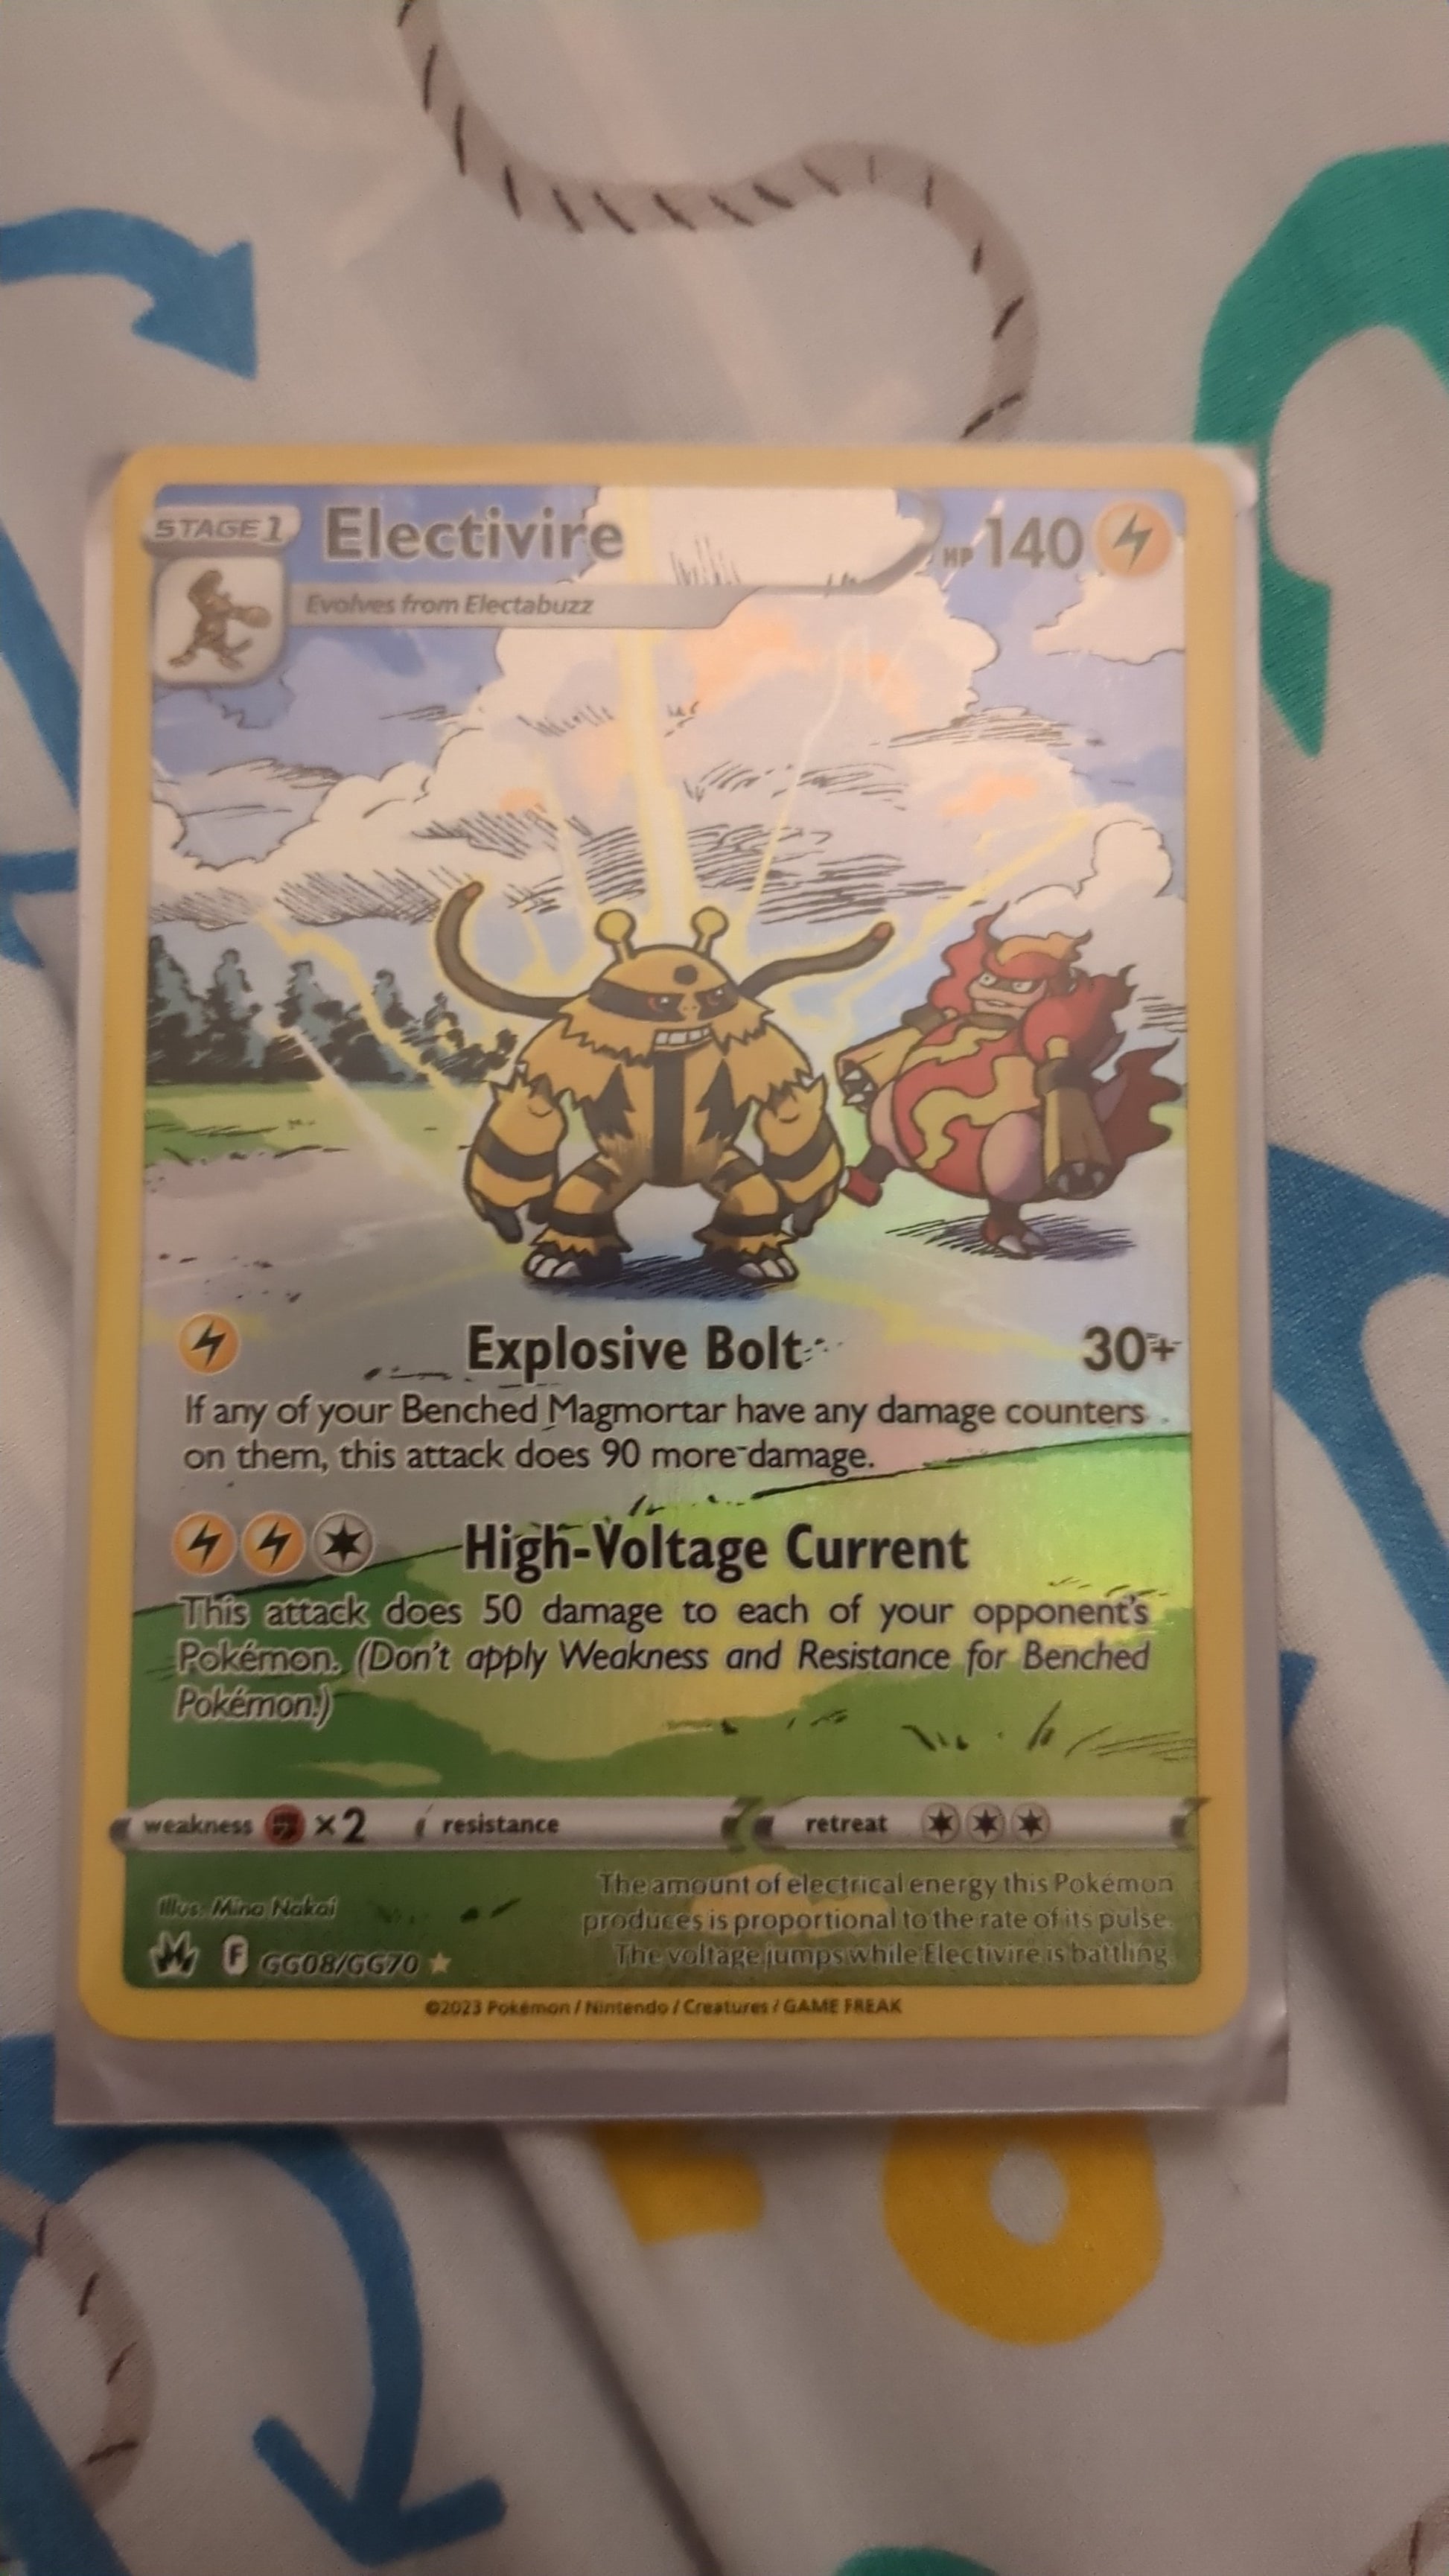 STAGE 1 Electivire HP 140
Evolves from Electabuzz
Explosive Bolt 30+
If any of your Benched Magmortar have any damage counters
on them, this attack does 90 more damage.
High-Voltage Current
This attack does 50 damage to each of your opponent's
Pokémon. (Don't apply Weakness and Resistance for Benched
Pokémon.)
weakness ×2 resistance retreat
Illus. Mina Nakai
The amount of electrical energy this Pokémon
produces is proportional to the rate of its pulse.
The voltage jumps while Electivire is battling.
F GG08/GG70
©2023 Pokémon / Nintendo / Creatures / GAME FREAK